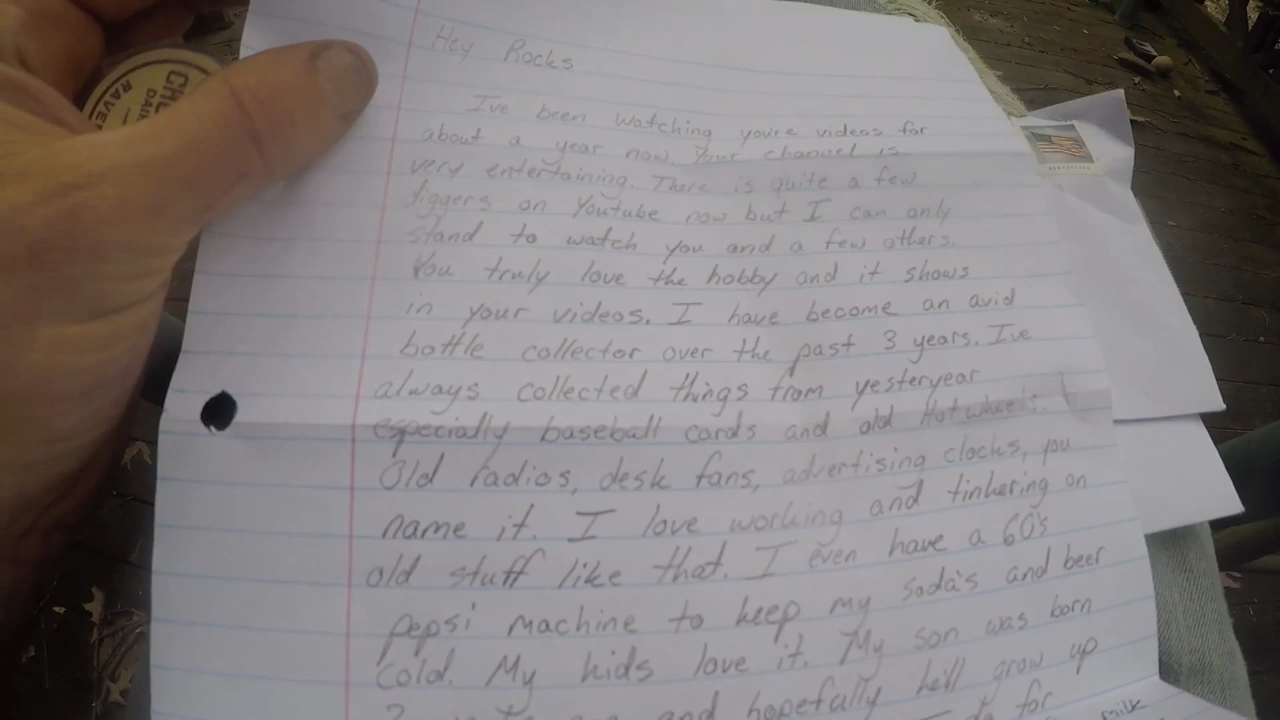 Hey Rocks
I've been watching youre videos for
about a year now. Your channel is
very entertaining. There is quite a few
diggers on Youtube now but I can only
stand to watch you and a few others.
You truly love the hobby and it shows
in your videos. I have become an avid
bottle collector over the past 3 years. I've
always collected things from yesteryear
especially baseball cards and old Hotwheels.
Old radios, desk fans, advertising clocks, you
name it. I love working and tinkering on
old stuff like that. I even have a 60's
pepsi machine to keep my soda's and beer
cold. My kids love it. My son was born
and hopefully he'll grow up
for
milk